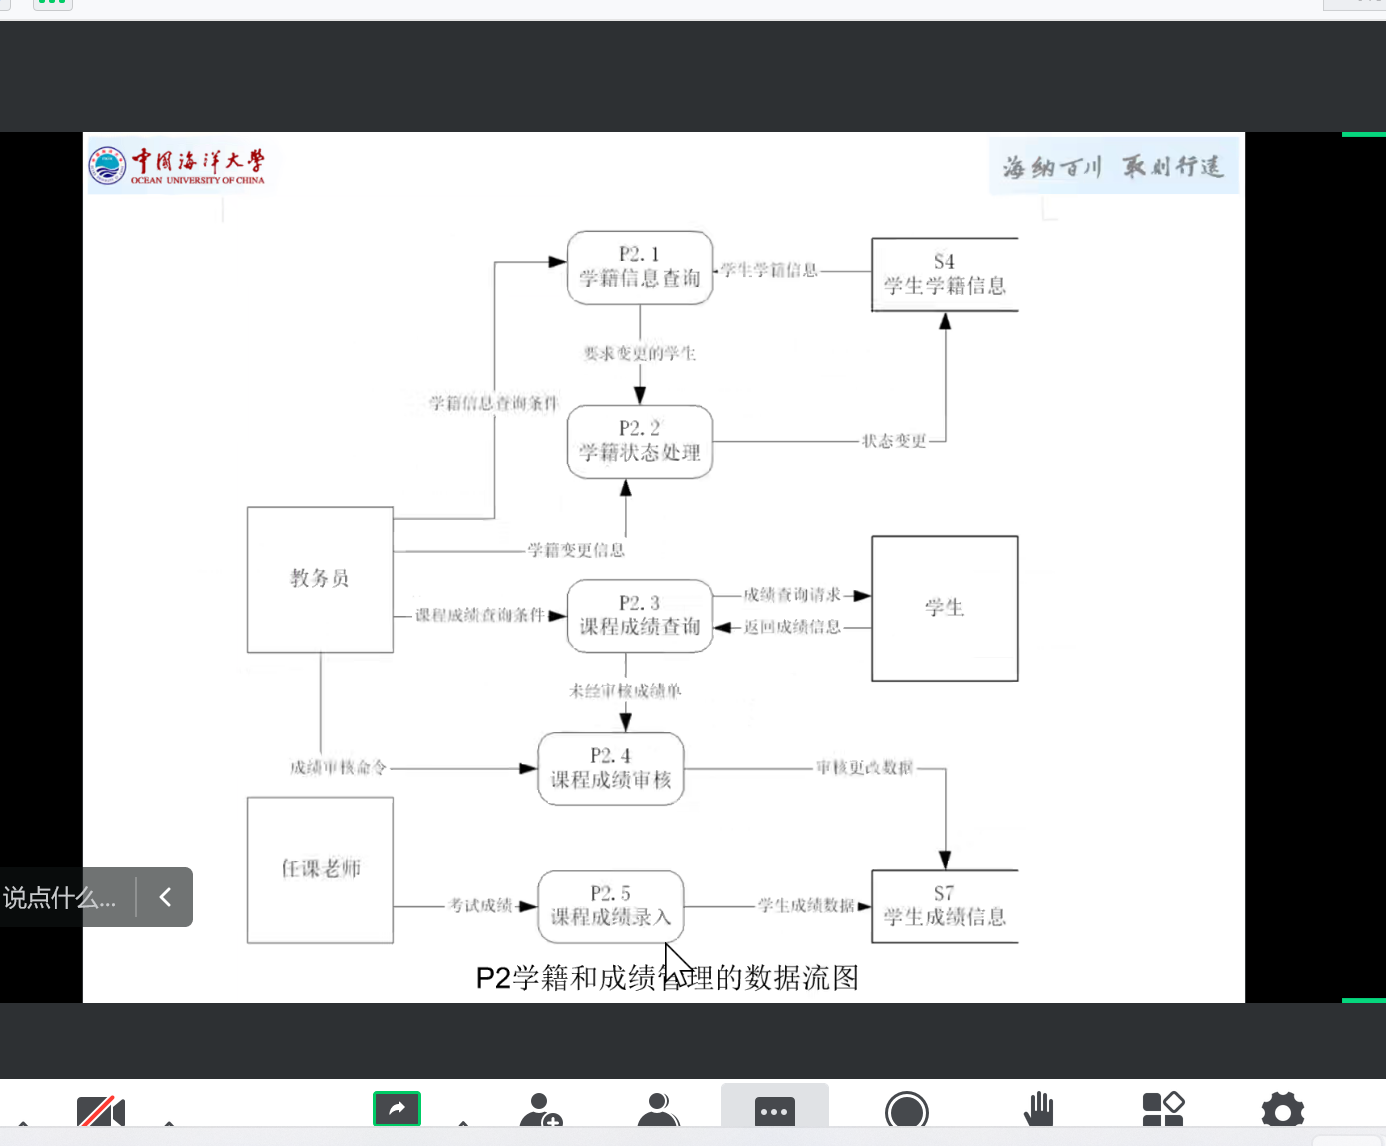 中国海洋大學
OCEAN UNIVERSITY OF CHINA
海纳百川 取则行远
P2.1
学籍信息查询
学生学籍信息
S4
学生学籍信息
要求变更的学生
学籍信息查询条件
P2.2
学籍状态处理
状态变更
教务员
学籍变更信息
课程成绩查询条件
P2.3
课程成绩查询
成绩查询请求
返回成绩信息
学生
未经审核成绩单
成绩审核命令
P2.4
课程成绩审核
审核更改数据
任课老师
考试成绩
P2.5
课程成绩录入
学生成绩数据
S7
学生成绩信息
说点什么...
P2学籍和成绩管理的数据流图